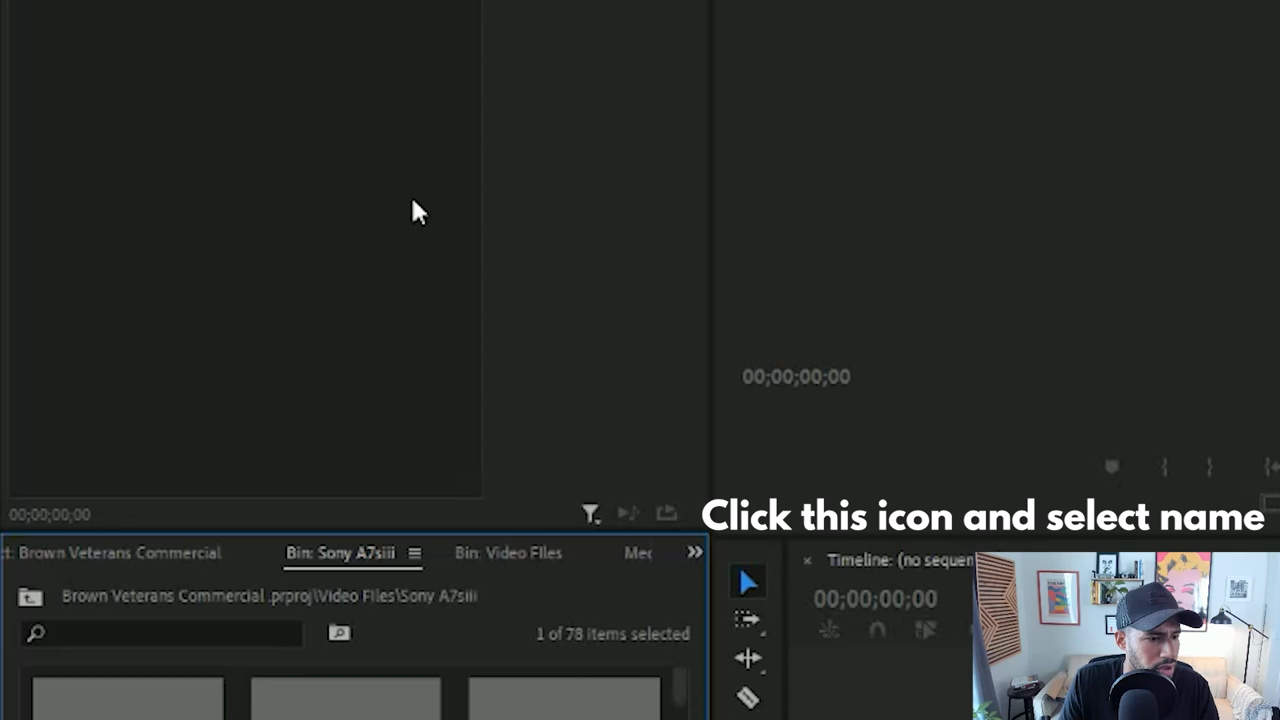 00;00;00;00
00;00;00;00
Click this icon and select name
t: Brown Veterans Commercial
Bin: Sony A7siii
Bin: Video FIles
Mec
Timeline: (no sequen
Brown Veterans Commercial .prproj\Video FIles\Sony A7siii
00;00;00;00
1 of 78 items selected